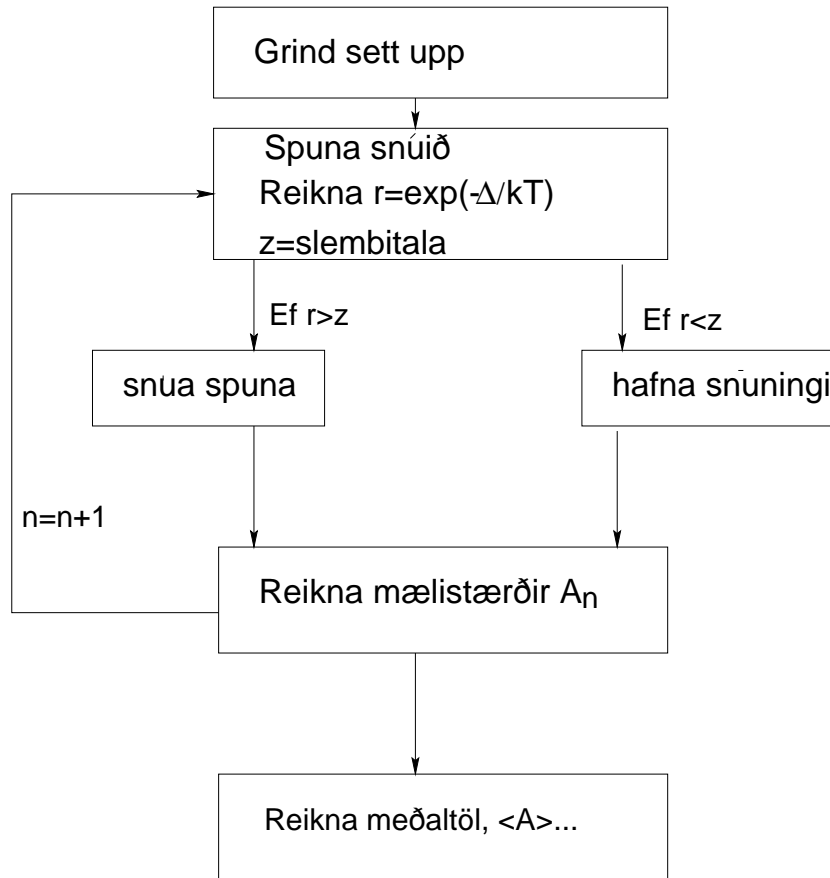 Grind sett upp
Spuna snúið
Reikna r=exp(-Δ/kT)
z=slembitala
Ef r>z
Ef r<z
snúa spuna
hafna snúningi
n=n+1
Reikna mælistærðir An
Reikna meðaltöl, <A>...